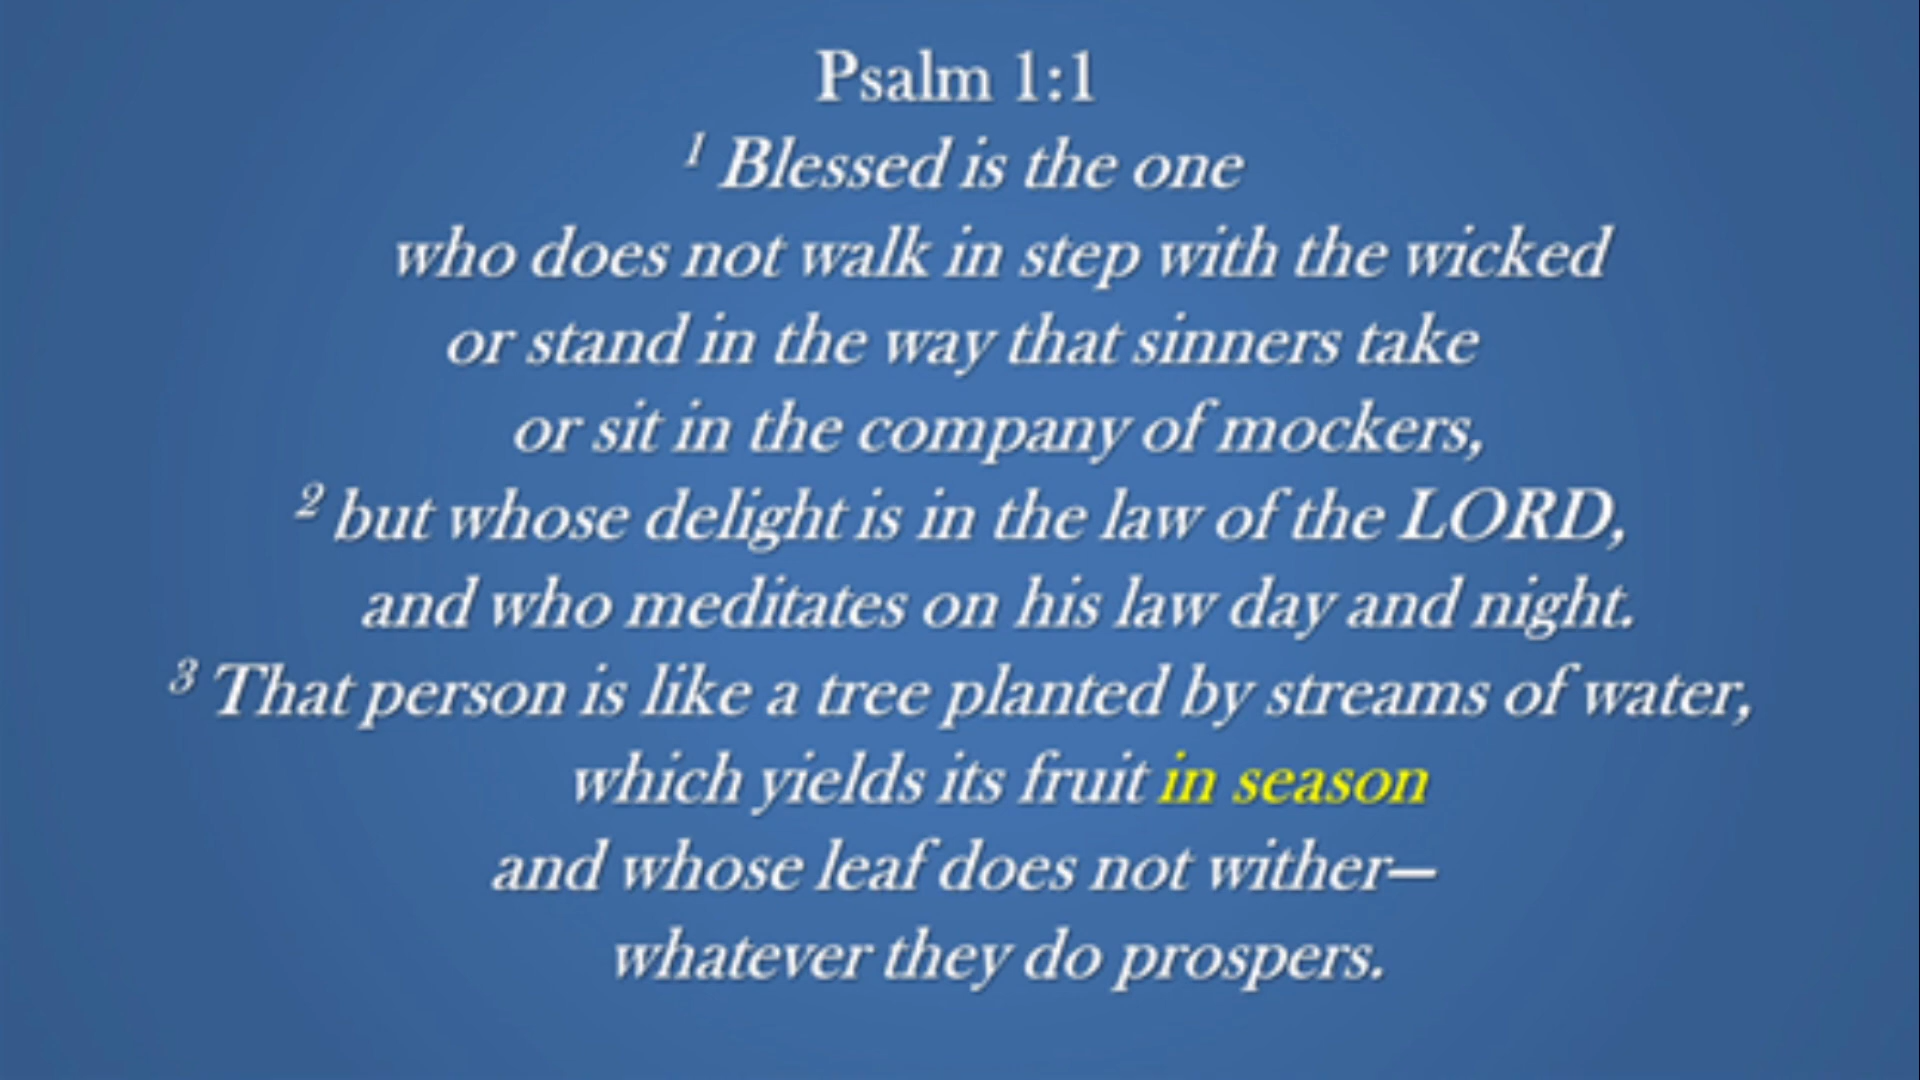 Psalm 1:1
1 Blessed is the one
who does not walk in step with the wicked
or stand in the way that sinners take
or sit in the company of mockers,
2 but whose delight is in the law of the LORD,
and who meditates on his law day and night.
3 That person is like a tree planted by streams of water,
which yields its fruit in season
and whose leaf does not wither—
whatever they do prospers.